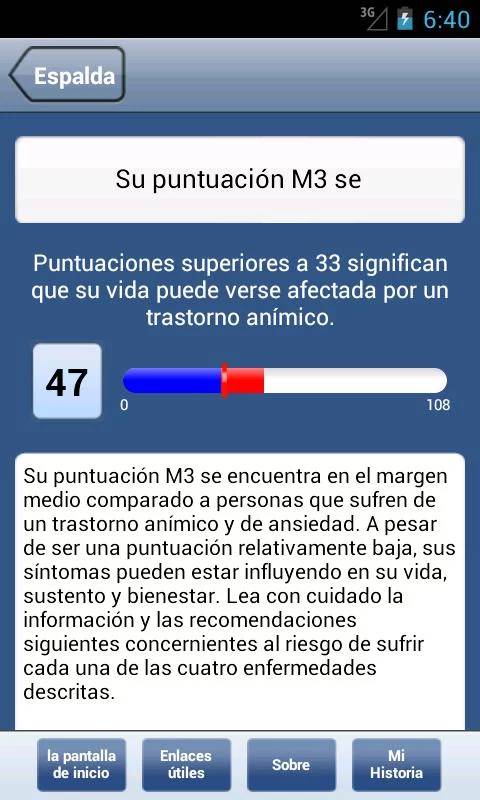 3G
6:40
Espalda
Su puntuación M3 se
Puntuaciones superiores a 33 significan
que su vida puede verse afectada por un
trastorno anímico.
47
0
108
Su puntuación M3 se encuentra en el margen
medio comparado a personas que sufren de
un trastorno anímico y de ansiedad. A pesar
de ser una puntuación relativamente baja, sus
síntomas pueden estar influyendo en su vida,
sustento y bienestar. Lea con cuidado la
información y las recomendaciones
siguientes concernientes al riesgo de sufrir
cada una de las cuatro enfermedades
descritas.
la pantalla
de inicio
Enlaces
útiles
Sobre
Mi
Historia